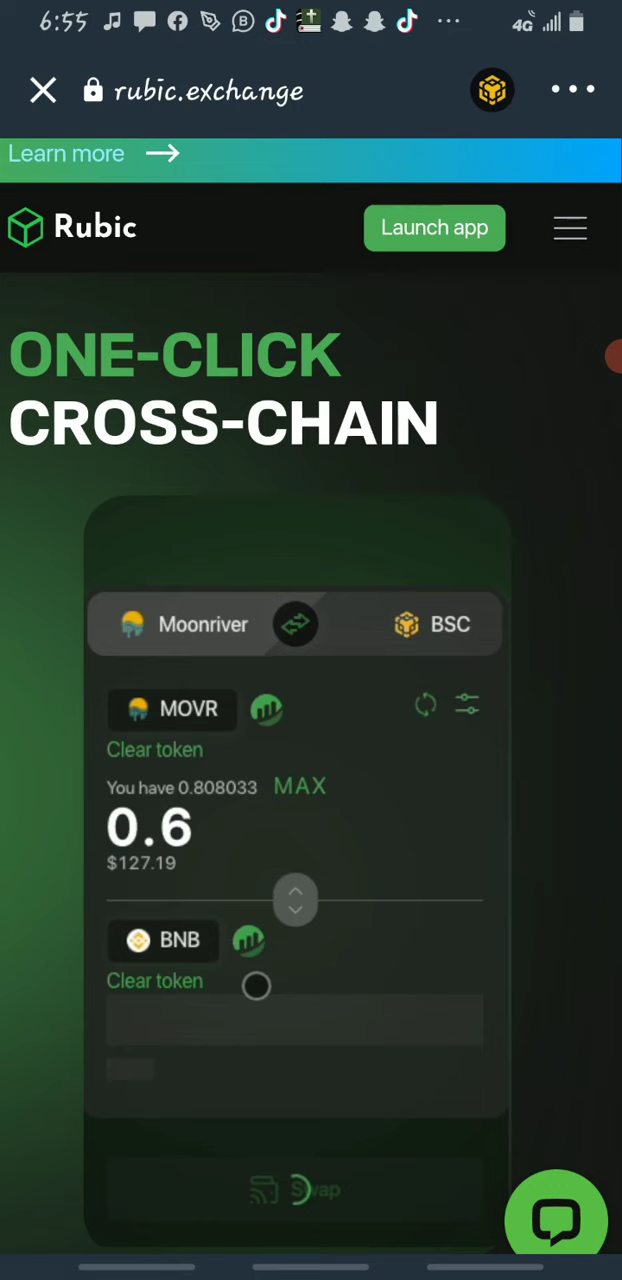 6:55
4G
rubic.exchange
Learn more
Rubic
Launch app
ONE-CLICK
CROSS-CHAIN
Moonriver
BSC
MOVR
Clear token
You have 0.808033 MAX
0.6
$127.19
BNB
Clear token
Swap